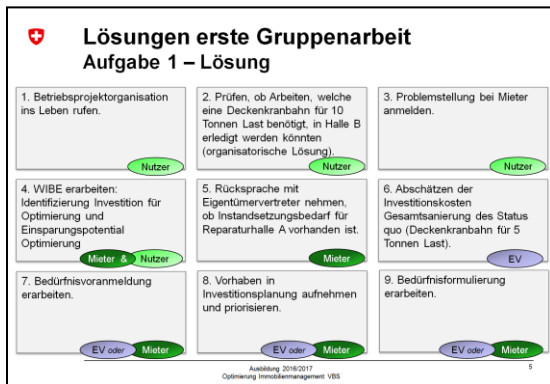 Lösungen erste Gruppenarbeit
Aufgabe 1 – Lösung
1. Betriebsprojektorganisation
ins Leben rufen.
Nutzer
2. Prüfen, ob Arbeiten, welche
eine Deckenkranbahn für 10
Tonnen Last benötigt, in Halle B
erledigt werden könnten
(organisatorische Lösung).
Nutzer
3. Problemstellung bei Mieter
anmelden.
Nutzer
4. WIBE erarbeiten:
Identifizierung Investition für
Optimierung und
Einsparungspotential
Optimierung
Mieter & Nutzer
5. Rücksprache mit
Eigentümervertreter nehmen,
ob Instandsetzungsbedarf für
Reparaturhalle A vorhanden ist.
Mieter
6. Abschätzen der
Investitionskosten
Gesamtsanierung des Status
quo (Deckenkranbahn für 5
Tonnen Last).
EV
7. Bedürfnisvoranmeldung
erarbeiten.
EV oder Mieter
8. Vorhaben in
Investitionsplanung aufnehmen
und priorisieren.
EV oder Mieter
9. Bedürfnisformulierung
erarbeiten.
EV oder Mieter
Ausbildung 2016/2017
Optimierung Immobilienmanagement VBS
5